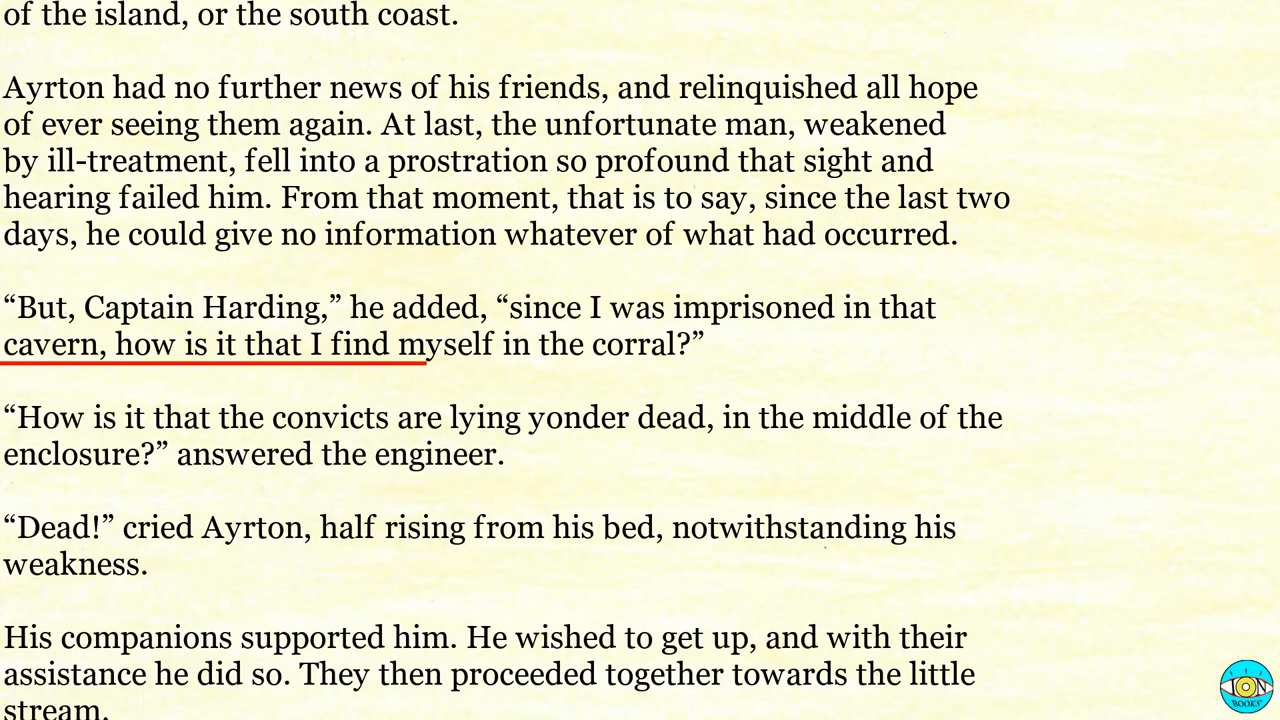 of the island, or the south coast.
Ayrton had no further news of his friends, and relinquished all hope
of ever seeing them again. At last, the unfortunate man, weakened
by ill-treatment, fell into a prostration so profound that sight and
hearing failed him. From that moment, that is to say, since the last two
days, he could give no information whatever of what had occurred.
“But, Captain Harding,” he added, “since I was imprisoned in that
cavern, how is it that I find myself in the corral?”
“How is it that the convicts are lying yonder dead, in the middle of the
enclosure?” answered the engineer.
“Dead!” cried Ayrton, half rising from his bed, notwithstanding his
weakness.
His companions supported him. He wished to get up, and with their
assistance he did so. They then proceeded together towards the little
stream.
ION
BOOKS